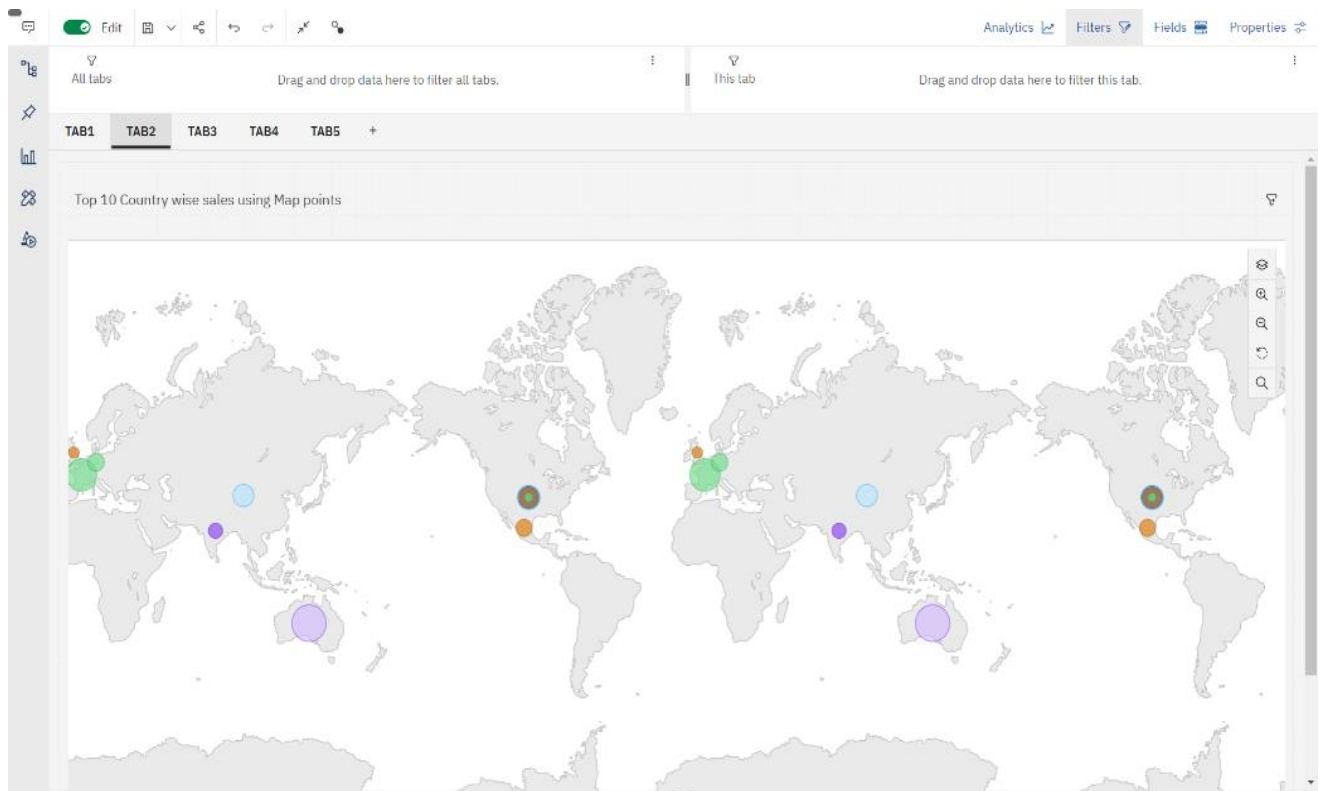 Edit
Analytics
Filters
Fields
Properties
All tabs
Drag and drop data here to filter all tabs.
This tab
Drag and drop data here to filter this tab.
TAB1 TAB2 TAB3 TAB4 TAB5 +
Top 10 Country wise sales using Map points